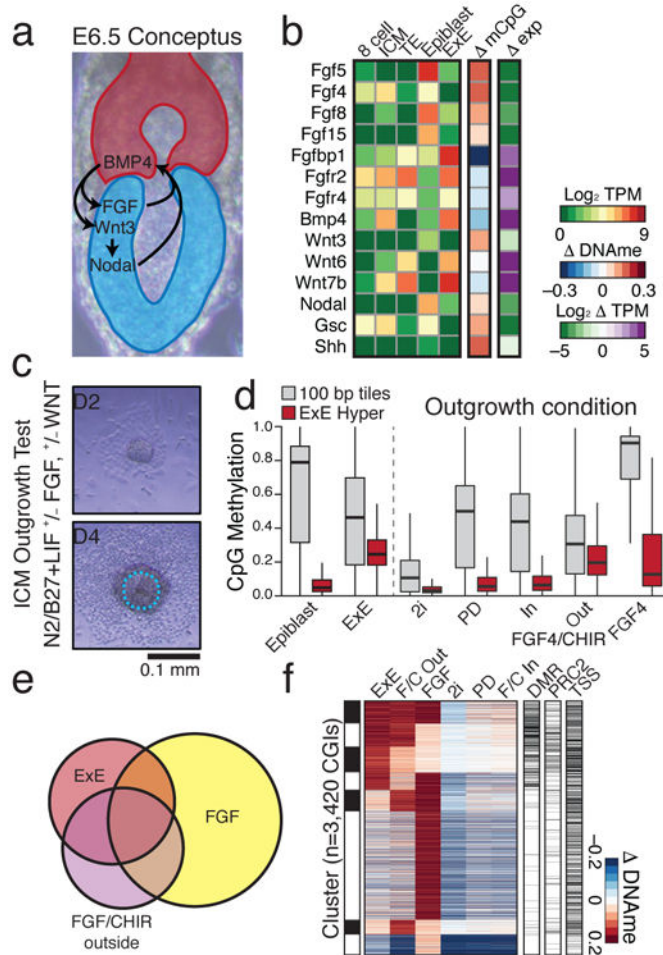 a
E6.5 Conceptus
BMP4
FGF
Wnt3
Nodal
b
8 cell
ICM
TE
Epiblast
ExE
Δ mCpG
Δ exp
Fgf5
Fgf4
Fgf8
Fgf15
Fgfbp1
Fgfr2
Fgfr4
Bmp4
Wnt3
Wnt6
Wnt7b
Nodal
Gsc
Shh
Log₂ TPM
0 9
Δ DNAme
−0.3 0 0.3
Log₂ Δ TPM
−5 0 5
c
ICM Outgrowth Test
N2/B27+LIF +/- FGF, +/- WNT
D2
D4
0.1 mm
d
100 bp tiles
ExE Hyper
Outgrowth condition
CpG Methylation
1.0
0.8
0.6
0.4
0.2
0.0
Epiblast
ExE
2i
PD
In
Out
FGF4
FGF4/CHIR
e
ExE
FGF
FGF/CHIR
outside
f
ExE
F/C Out
FGF
2i
PD
F/C In
DMR
PRC2
TSS
Cluster (n=3,420 CGIs)
−0.2 0 0.2
Δ DNAme